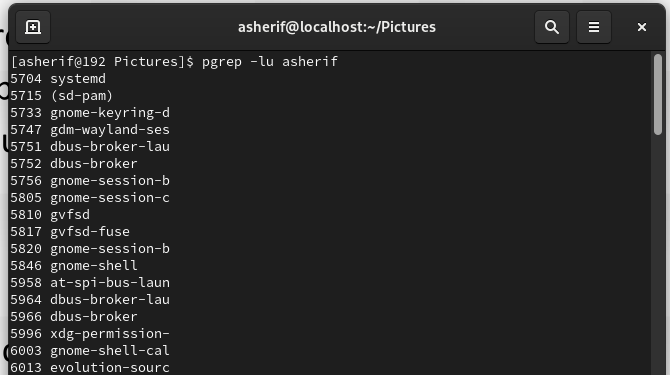 asherif@localhost:~/Pictures
[asherif@192 Pictures]$ pgrep -lu asherif
5704 systemd
5715 (sd-pam)
5733 gnome-keyring-d
5747 gdm-wayland-ses
5751 dbus-broker-lau
5752 dbus-broker
5756 gnome-session-b
5805 gnome-session-c
5810 gvfsd
5817 gvfsd-fuse
5820 gnome-session-b
5846 gnome-shell
5958 at-spi-bus-laun
5964 dbus-broker-lau
5966 dbus-broker
5996 xdg-permission-
6003 gnome-shell-cal
6013 evolution-sourc